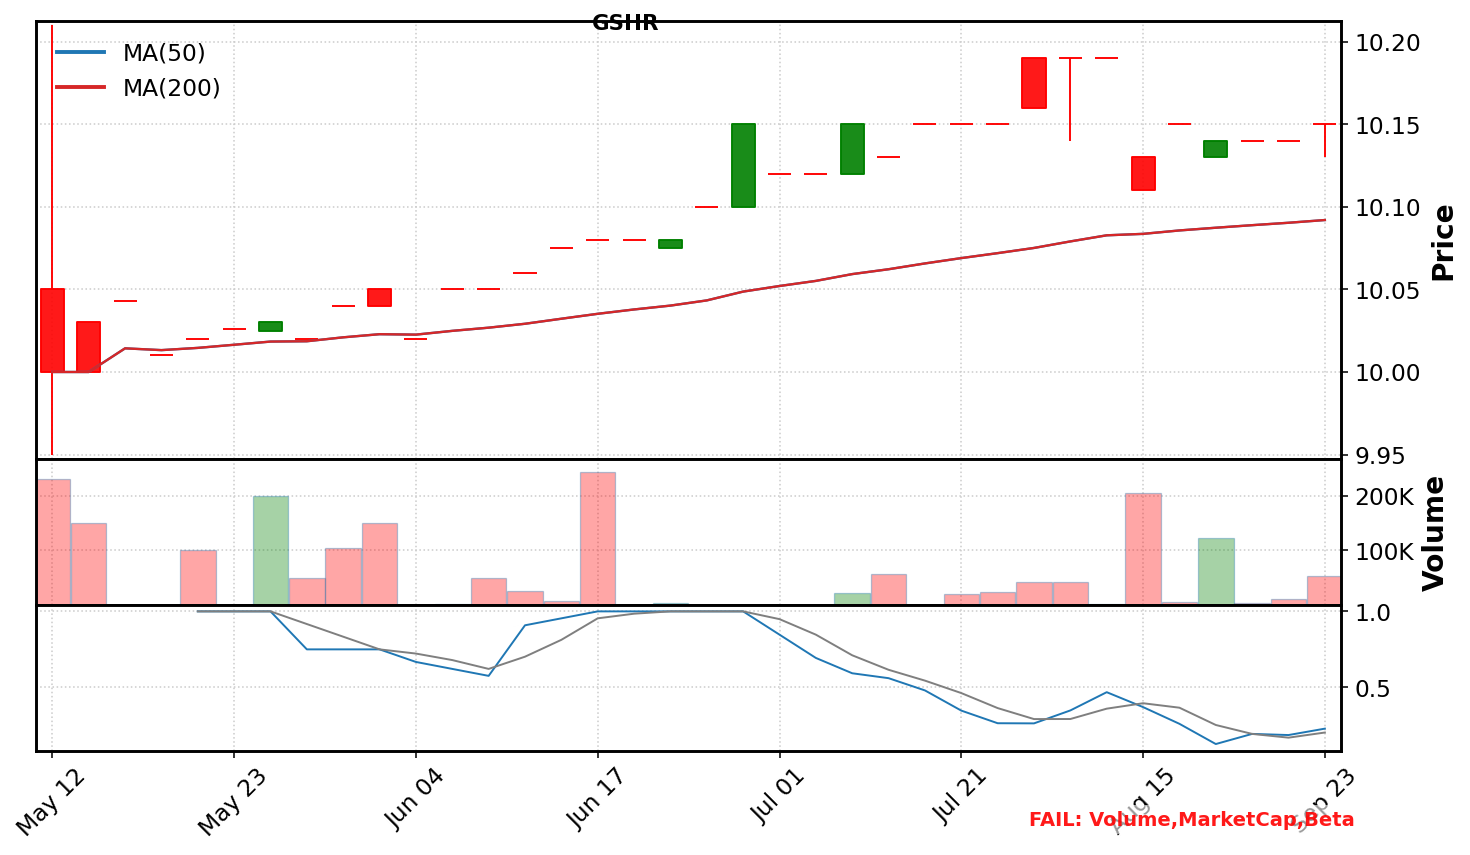 GSHR
MA(50)
MA(200)
10.20
10.15
10.10
10.05
10.00
9.95
Price
200K
100K
Volume
1.0
0.5
May 12
May 23
Jun 04
Jun 17
Jul 01
Jul 21
Aug 15
Sep 23
FAIL: Volume,MarketCap,Beta